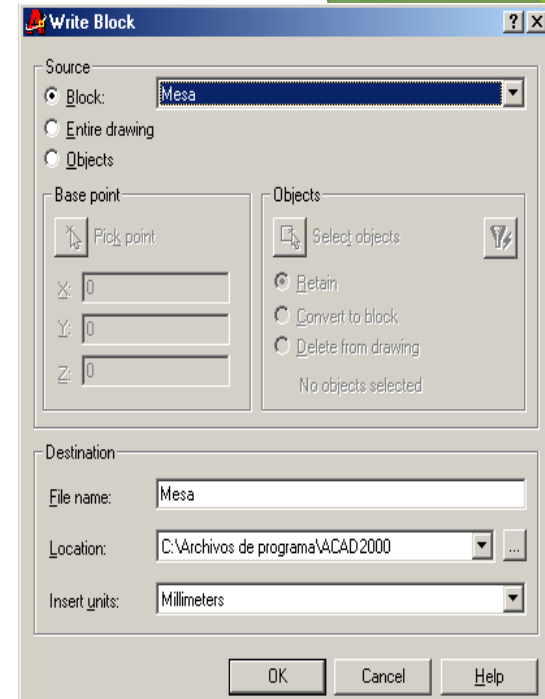 Write Block
Source
Block: Mesa
Entire drawing
Objects
Base point
Pick point
X: 0
Y: 0
Z: 0
Objects
Select objects
Retain
Convert to block
Delete from drawing
No objects selected
Destination
File name: Mesa
Location: C:\Archivos de programa\ACAD2000 ...
Insert units: Millimeters
OK Cancel Help